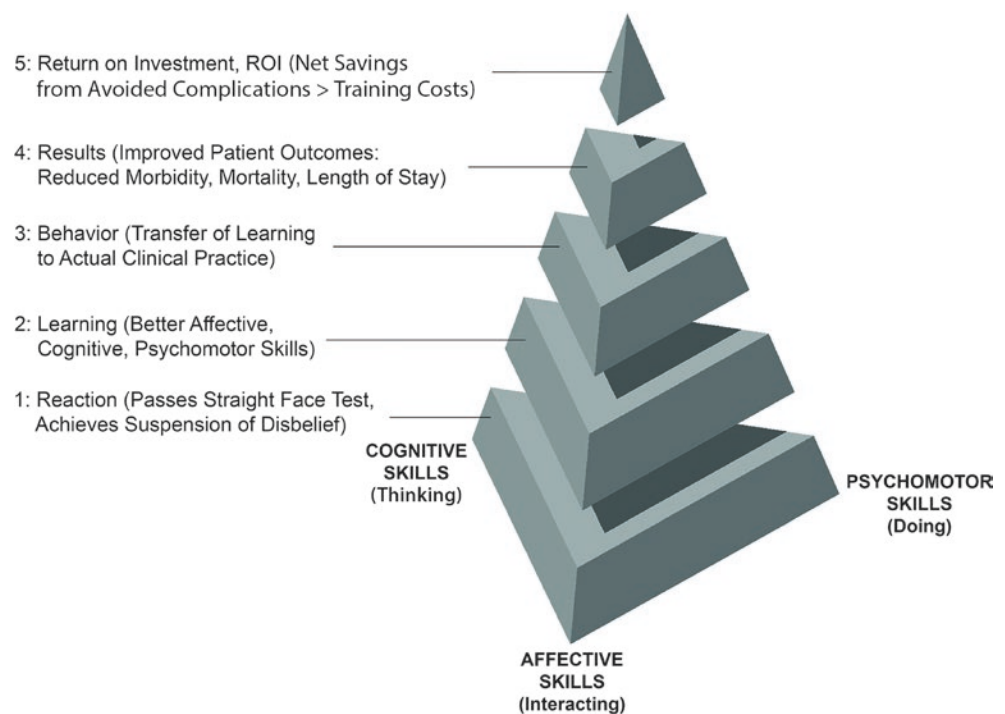 5: Return on Investment, ROI (Net Savings
from Avoided Complications > Training Costs)
4: Results (Improved Patient Outcomes:
Reduced Morbidity, Mortality, Length of Stay)
3: Behavior (Transfer of Learning
to Actual Clinical Practice)
2: Learning (Better Affective,
Cognitive, Psychomotor Skills)
1: Reaction (Passes Straight Face Test,
Achieves Suspension of Disbelief)
COGNITIVE
SKILLS
(Thinking)
PSYCHOMOTOR
SKILLS
(Doing)
AFFECTIVE
SKILLS
(Interacting)